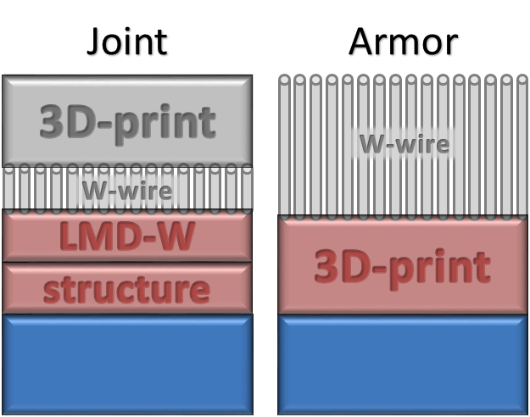 Joint
3D-print
W-wire
LMD-W
structure
Armor
W-wire
3D-print